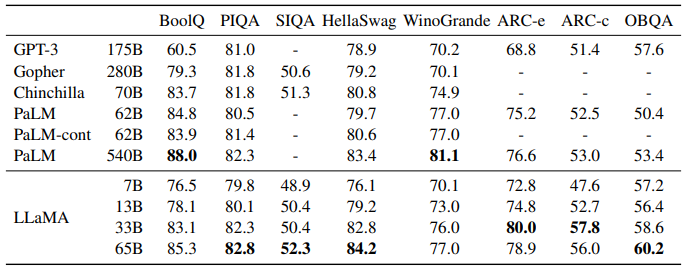 BoolQ PIQA SIQA HellaSwag WinoGrande ARC-e ARC-c OBQA
GPT-3 175B 60.5 81.0 - 78.9 70.2 68.8 51.4 57.6
Gopher 280B 79.3 81.8 50.6 79.2 70.1 - - -
Chinchilla 70B 83.7 81.8 51.3 80.8 74.9 - - -
PaLM 62B 84.8 80.5 - 79.7 77.0 75.2 52.5 50.4
PaLM-cont 62B 83.9 81.4 - 80.6 77.0 - - -
PaLM 540B 88.0 82.3 - 83.4 81.1 76.6 53.0 53.4
LLaMA
7B 76.5 79.8 48.9 76.1 70.1 72.8 47.6 57.2
13B 78.1 80.1 50.4 79.2 73.0 74.8 52.7 56.4
33B 83.1 82.3 50.4 82.8 76.0 80.0 57.8 58.6
65B 85.3 82.8 52.3 84.2 77.0 78.9 56.0 60.2